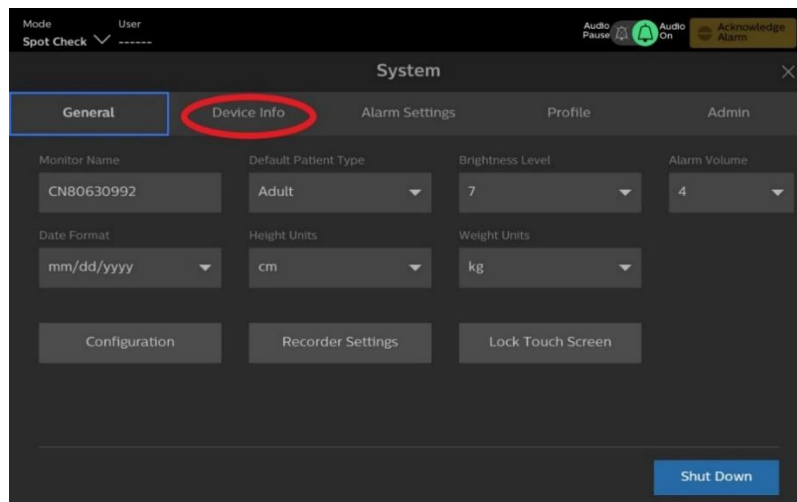 Mode User
Spot Check ------
Audio Pause
Audio On
Acknowledge Alarm
System
General Device Info Alarm Settings Profile Admin
Monitor Name Default Patient Type Brightness Level Alarm Volume
CN80630992 Adult 7 4
Date Format Height Units Weight Units
mm/dd/yyyy cm kg
Configuration Recorder Settings Lock Touch Screen
Shut Down